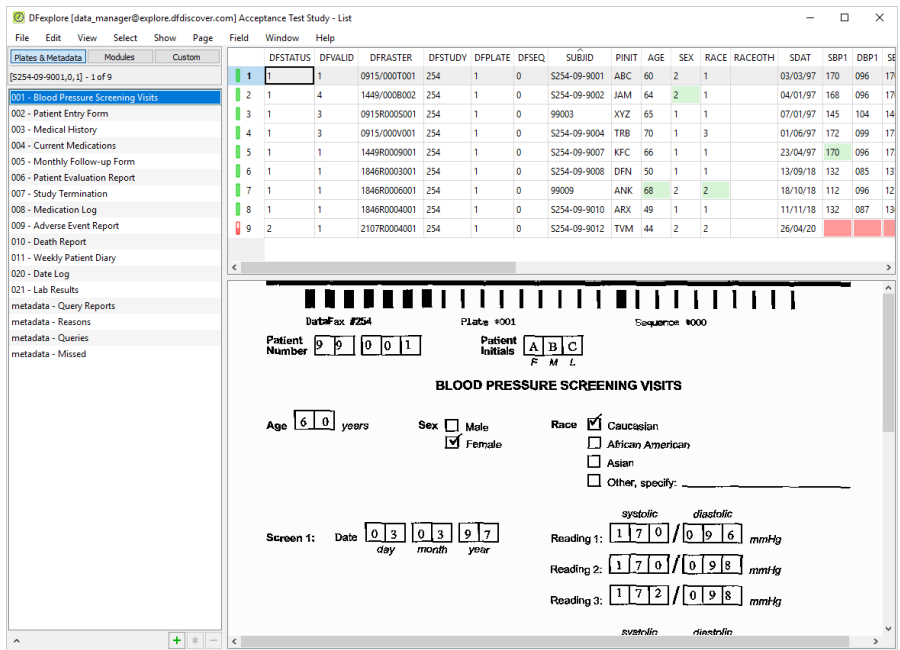 DFexplore [data_manager@explore.dfdiscover.com] Acceptance Test Study - List
File Edit View Select Show Page Field Window Help
Plates & Metadata Modules Custom
[S254-09-9001,0,1] - 1 of 9
001 - Blood Pressure Screening Visits
002 - Patient Entry Form
003 - Medical History
004 - Current Medications
005 - Monthly Follow-up Form
006 - Patient Evaluation Report
007 - Study Termination
008 - Medication Log
009 - Adverse Event Report
010 - Death Report
011 - Weekly Patient Diary
020 - Date Log
021 - Lab Results
metadata - Query Reports
metadata - Reasons
metadata - Queries
metadata - Missed
DFSTATUS DFVALID DFRASTER DFSTUDY DFPLATE DFSEQ SUBJID PINIT AGE SEX RACE RACEOTH SDAT SBP1 DBP1
1 1 1 0915/000T001 254 1 0 S254-09-9001 ABC 60 2 1 03/03/97 170 096
2 1 4 1449/000B002 254 1 0 S254-09-9002 JAM 64 2 1 04/01/97 168 096
3 1 3 0915R000S001 254 1 0 99003 XYZ 65 1 1 07/01/97 145 104
4 1 3 0915/000V001 254 1 0 S254-09-9004 TRB 70 1 3 01/06/97 172 099
5 1 1 1449R0009001 254 1 0 S254-09-9007 KFC 66 1 1 23/04/97 170 096
6 1 1 1846R0003001 254 1 0 S254-09-9008 DFN 50 1 1 13/09/18 132 085
7 1 1 1846R0006001 254 1 0 99009 ANK 68 2 2 18/10/18 112 096
8 1 1 1846R0004001 254 1 0 S254-09-9010 ARX 49 1 1 11/11/18 132 087
9 2 1 2107R0004001 254 1 0 S254-09-9012 TVM 44 2 2 26/04/20
DataFax #254 Plate #001 Sequence #000
Patient Number 9 9 0 0 1 Patient Initials A B C
F M L
BLOOD PRESSURE SCREENING VISITS
Age 6 0 years Sex Male Race Caucasian
Female African American
Asian
Other, specify:
systolic diastolic
Screen 1: Date 0 3 0 3 9 7 Reading 1: 1 7 0 / 0 9 6 mmHg
day month year
Reading 2: 1 7 0 / 0 9 8 mmHg
Reading 3: 1 7 2 / 0 9 8 mmHg
systolic diastolic